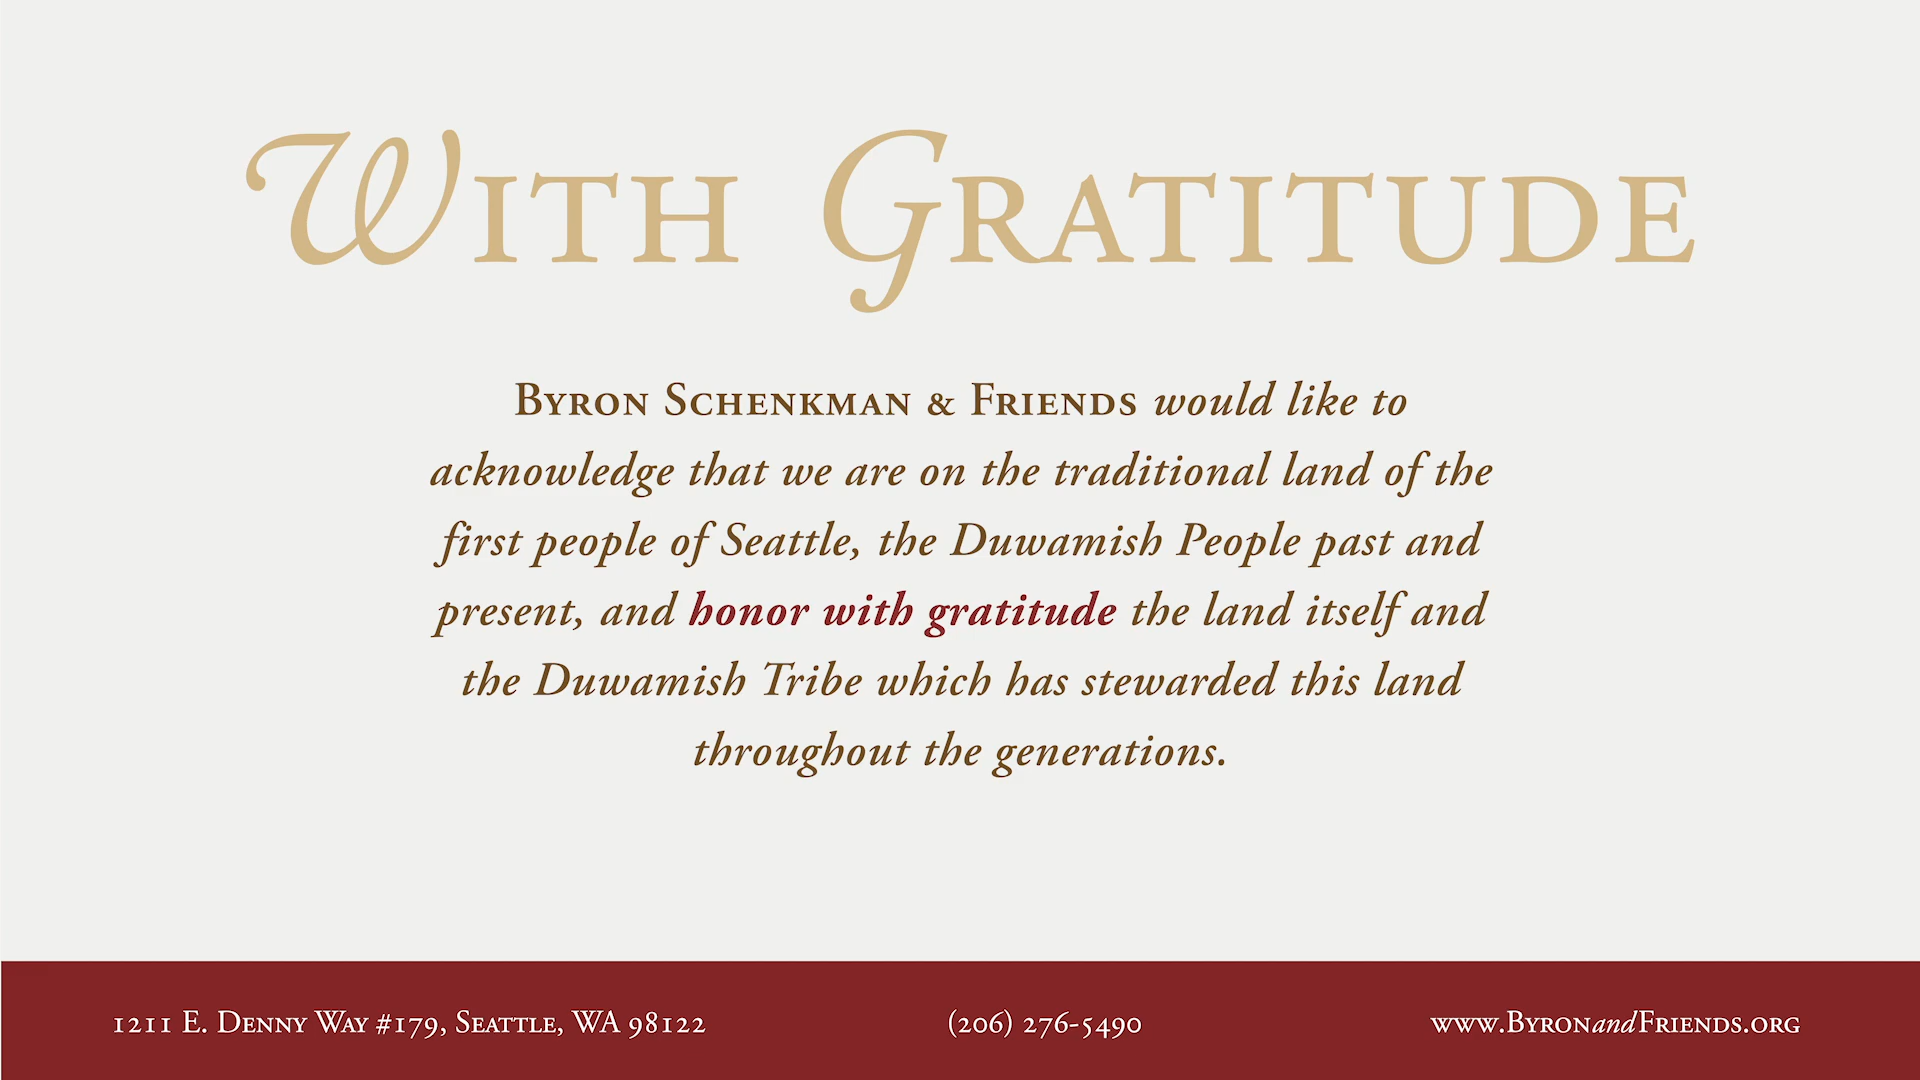 With Gratitude
Byron Schenkman & Friends would like to
acknowledge that we are on the traditional land of the
first people of Seattle, the Duwamish People past and
present, and honor with gratitude the land itself and
the Duwamish Tribe which has stewarded this land
throughout the generations.
1211 E. Denny Way #179, Seattle, WA 98122
(206) 276-5490
www.ByronandFriends.org